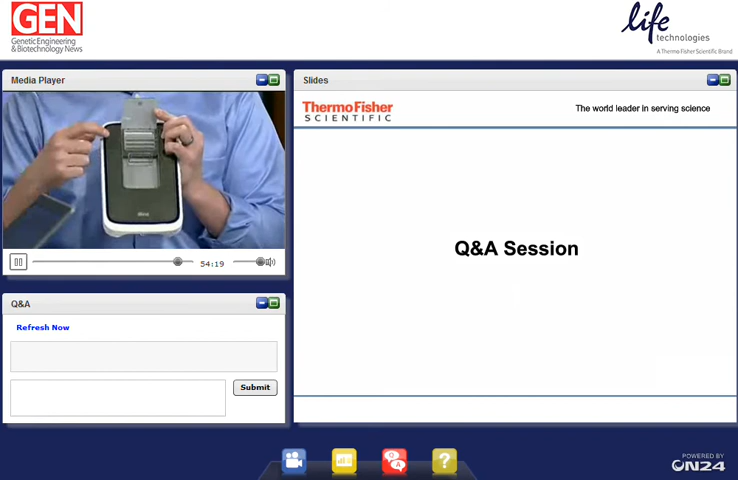 GEN
Genetic Engineering
& Biotechnology News
life
technologies
A Thermo Fisher Scientific Brand
Media Player
Slides
ThermoFisher
SCIENTIFIC
The world leader in serving science
Q&A Session
54:19
Q&A
Refresh Now
Submit
Q
A
?
POWERED BY
ON24